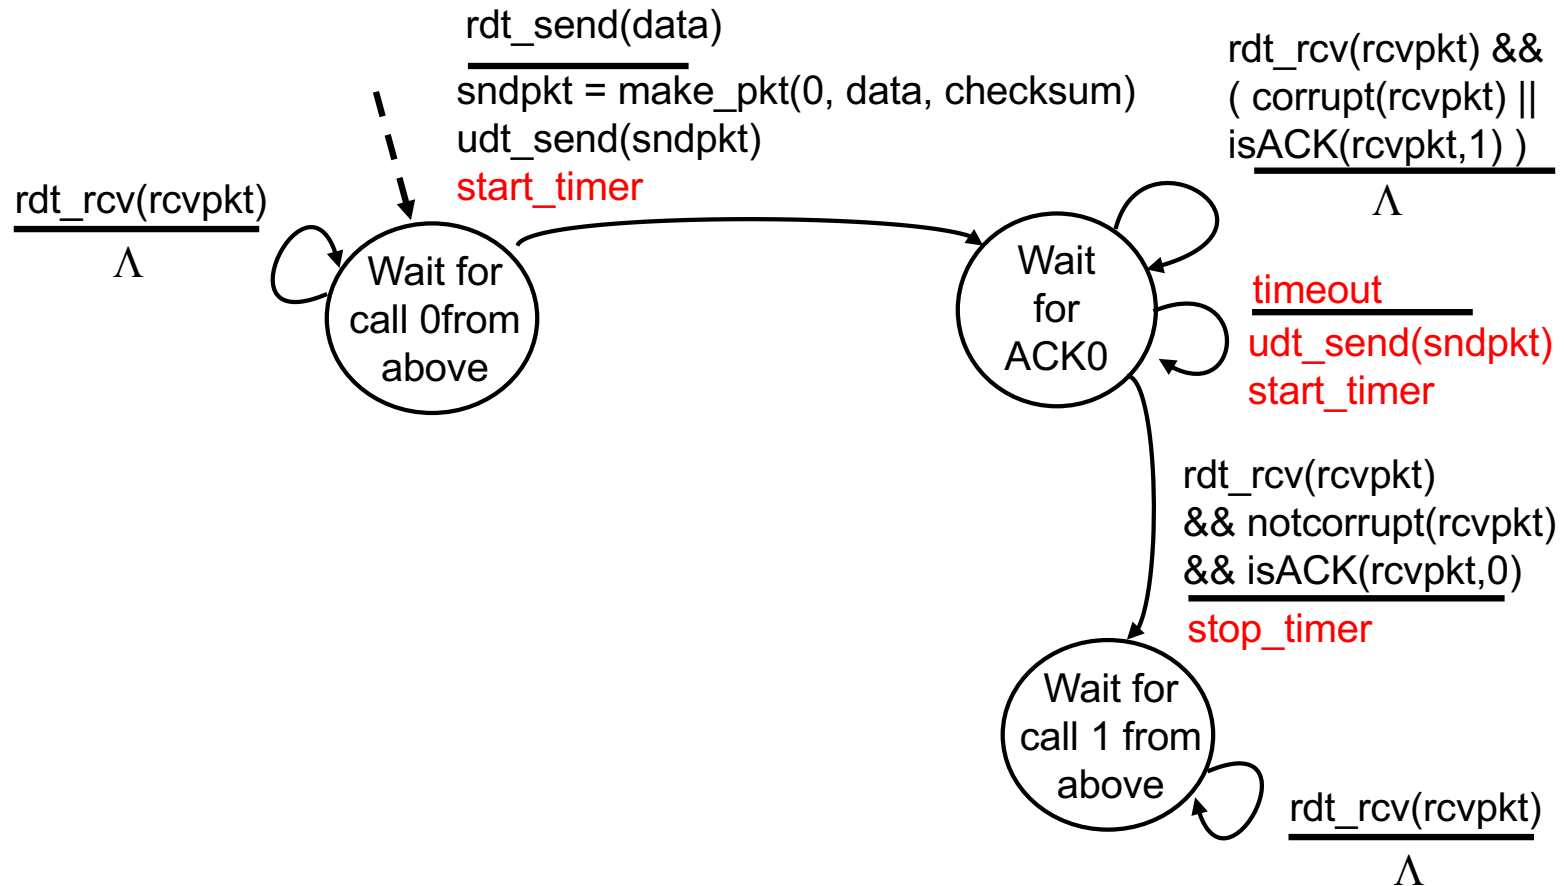 rdt_send(data)
sndpkt = make_pkt(0, data, checksum)
udt_send(sndpkt)
start_timer
rdt_rcv(rcvpkt) &&
( corrupt(rcvpkt) ||
isACK(rcvpkt,1) )
Λ
rdt_rcv(rcvpkt)
Λ
Wait for
call 0from
above
Wait
for
ACK0
timeout
udt_send(sndpkt)
start_timer
rdt_rcv(rcvpkt)
&& notcorrupt(rcvpkt)
&& isACK(rcvpkt,0)
stop_timer
Wait for
call 1 from
above
rdt_rcv(rcvpkt)
Λ